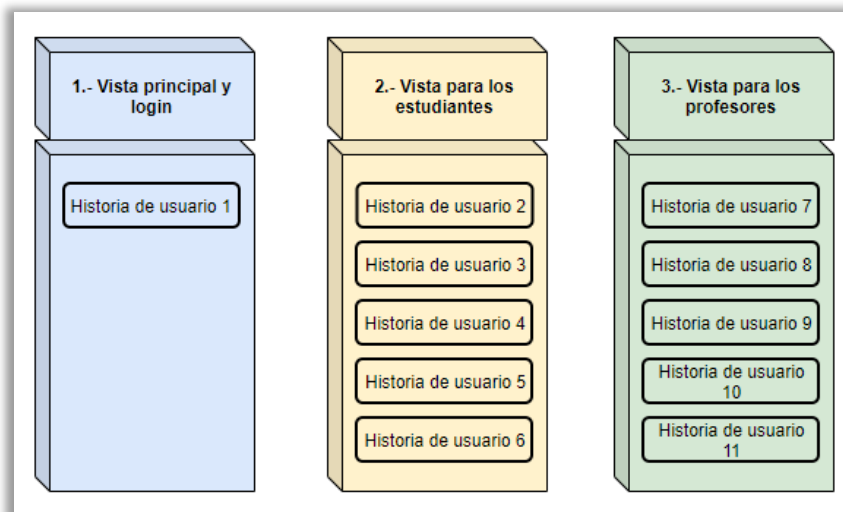 1.- Vista principal y
login
Historia de usuario 1
2.- Vista para los
estudiantes
Historia de usuario 2
Historia de usuario 3
Historia de usuario 4
Historia de usuario 5
Historia de usuario 6
3.- Vista para los
profesores
Historia de usuario 7
Historia de usuario 8
Historia de usuario 9
Historia de usuario
10
Historia de usuario
11